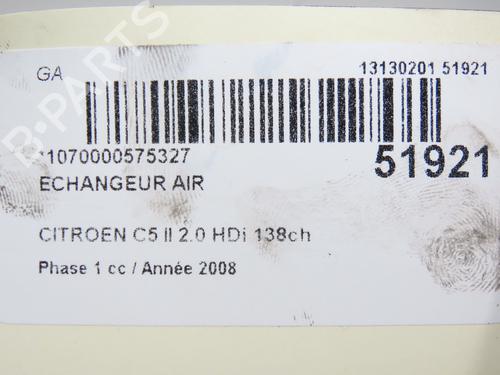 GA
13130201 51921
*1070000575327
51921
ECHANGEUR AIR
CITROEN C5 II 2.0 HDi 138ch
Phase 1 cc / Année 2008
B-PARTS